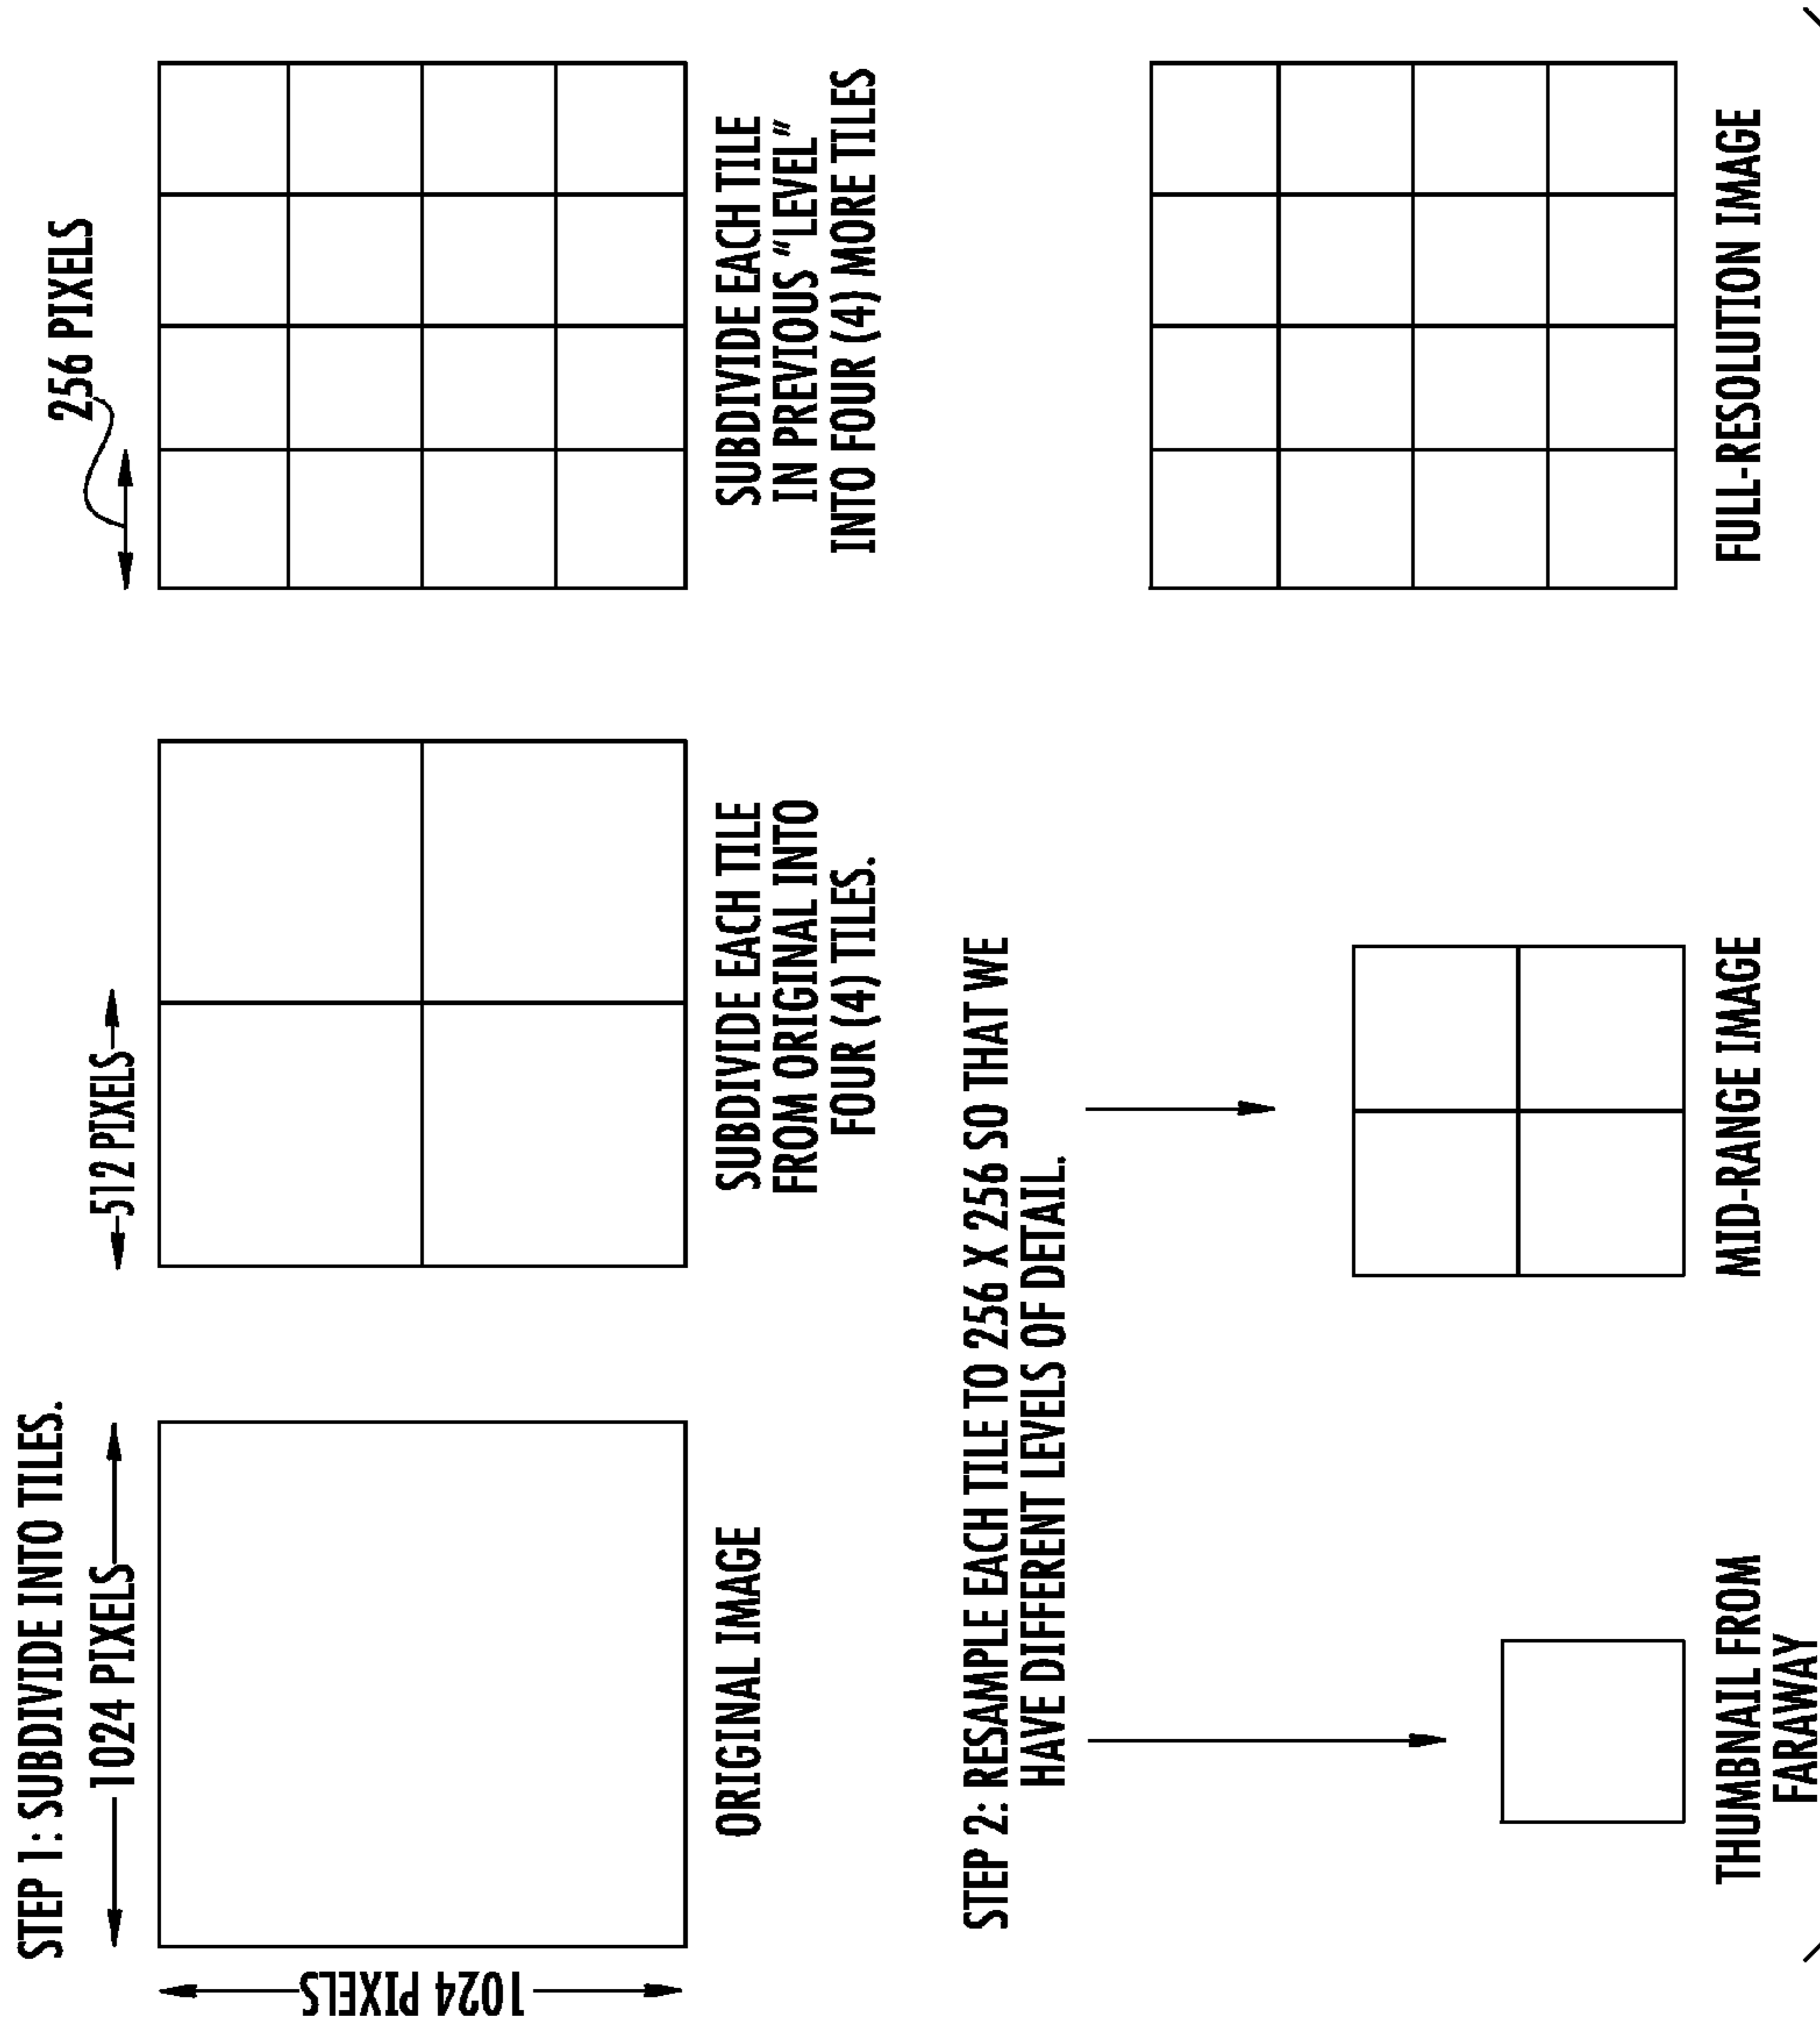 STEP 1: SUBDIVIDE INTO TILES.
1024 PIXELS
1024 PIXELS
ORIGINAL IMAGE
512 PIXELS
SUBDIVIDE EACH TILE
FROM ORIGINAL INTO
FOUR (4) TILES.
256 PIXELS
SUBDIVIDE EACH TILE
IN PREVIOUS "LEVEL"
INTO FOUR (4) MORE TILES
STEP 2: RESAMPLE EACH TILE TO 256 X 256 SO THAT WE
HAVE DIFFERENT LEVELS OF DETAIL.
THUMBNAIL FROM
FARAWAY
MID-RANGE IMAGE
FULL-RESOLUTION IMAGE